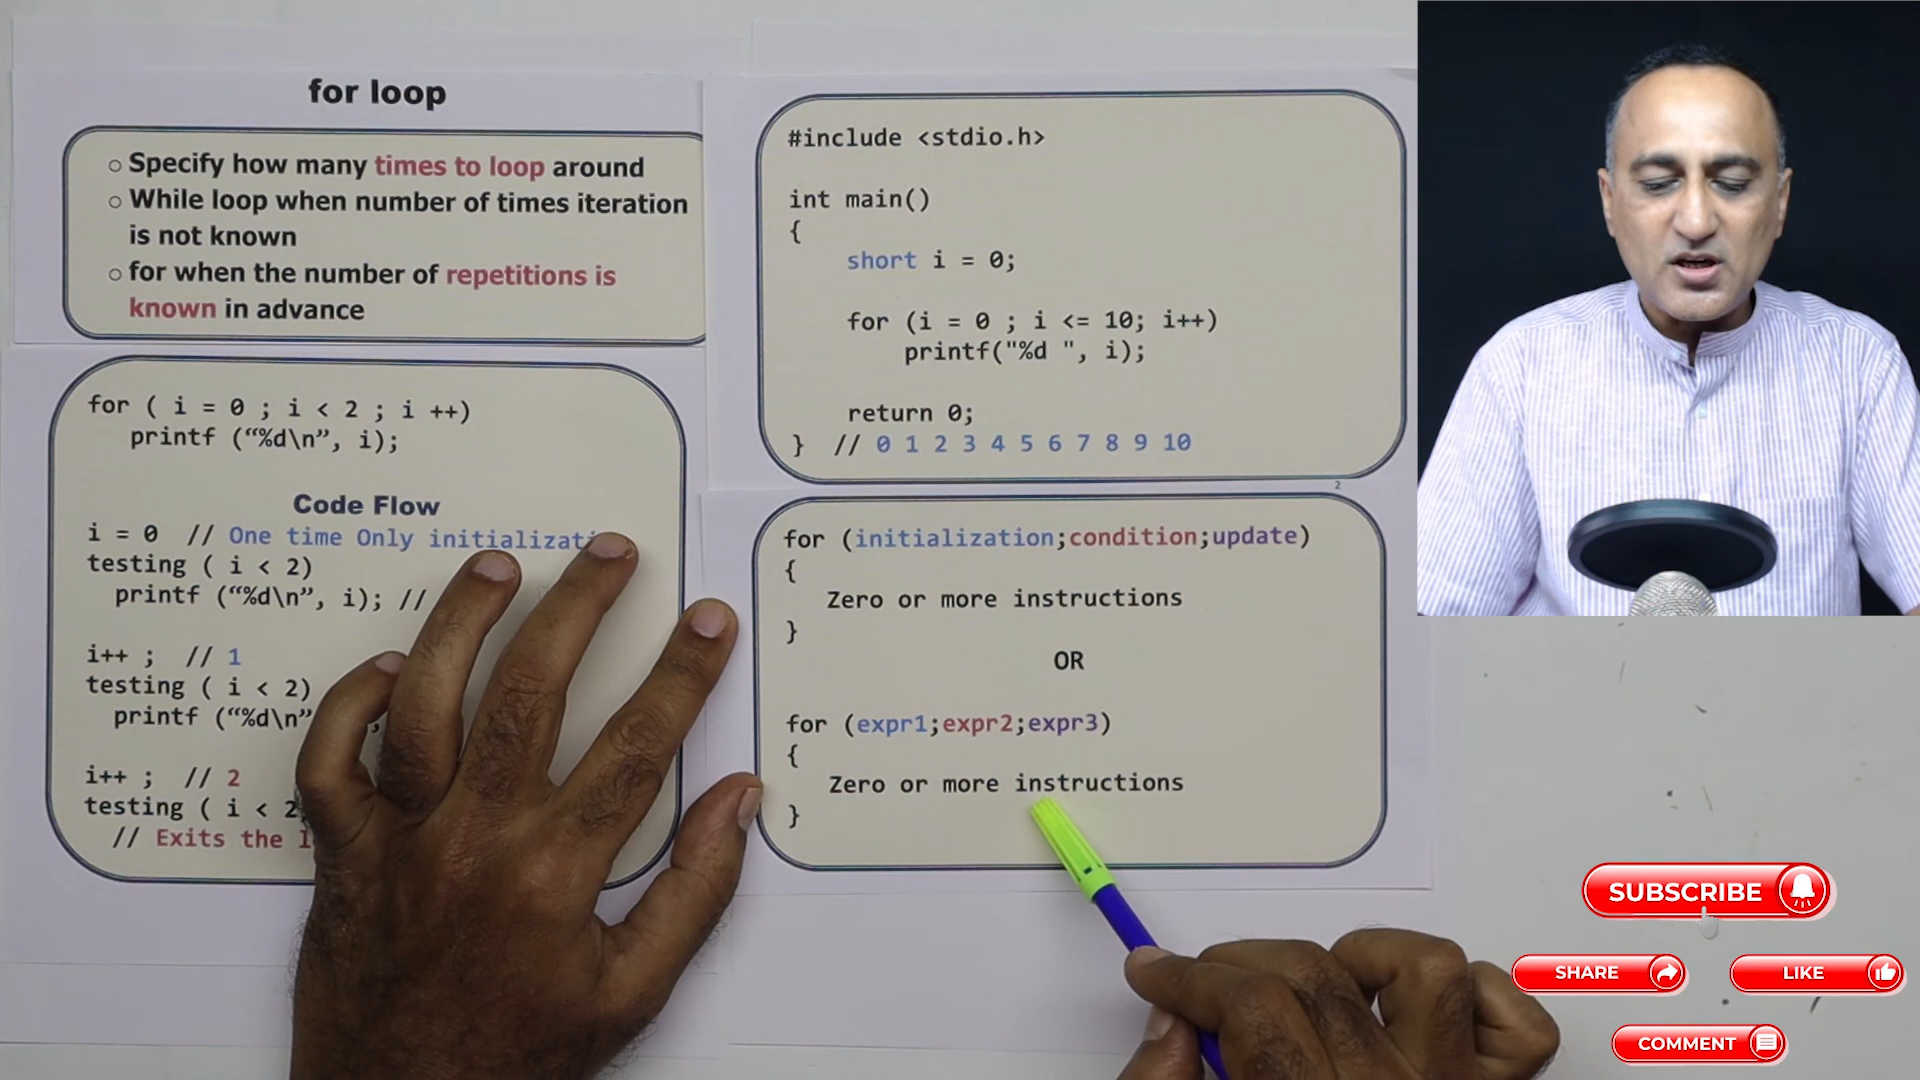 for loop
○ Specify how many times to loop around
○ While loop when number of times iteration
is not known
○ for when the number of repetitions is
known in advance
for ( i = 0 ; i < 2 ; i ++)
printf (“%d\n”, i);
Code Flow
i = 0 // One time Only
testing ( i < 2)
printf (“%d\n”, i); //
i++ ; // 1
testing ( i < 2)
printf (“%d\n”
i++ ; // 2
testing ( i < 2
// Exits the
#include <stdio.h>
int main()
{
short i = 0;
for (i = 0 ; i <= 10; i++)
printf("%d ", i);
return 0;
} // 0 1 2 3 4 5 6 7 8 9 10
2
for (initialization;condition;update)
{
Zero or more instructions
}
OR
for (expr1;expr2;expr3)
{
Zero or more instructions
}
SUBSCRIBE
SHARE
LIKE
COMMENT